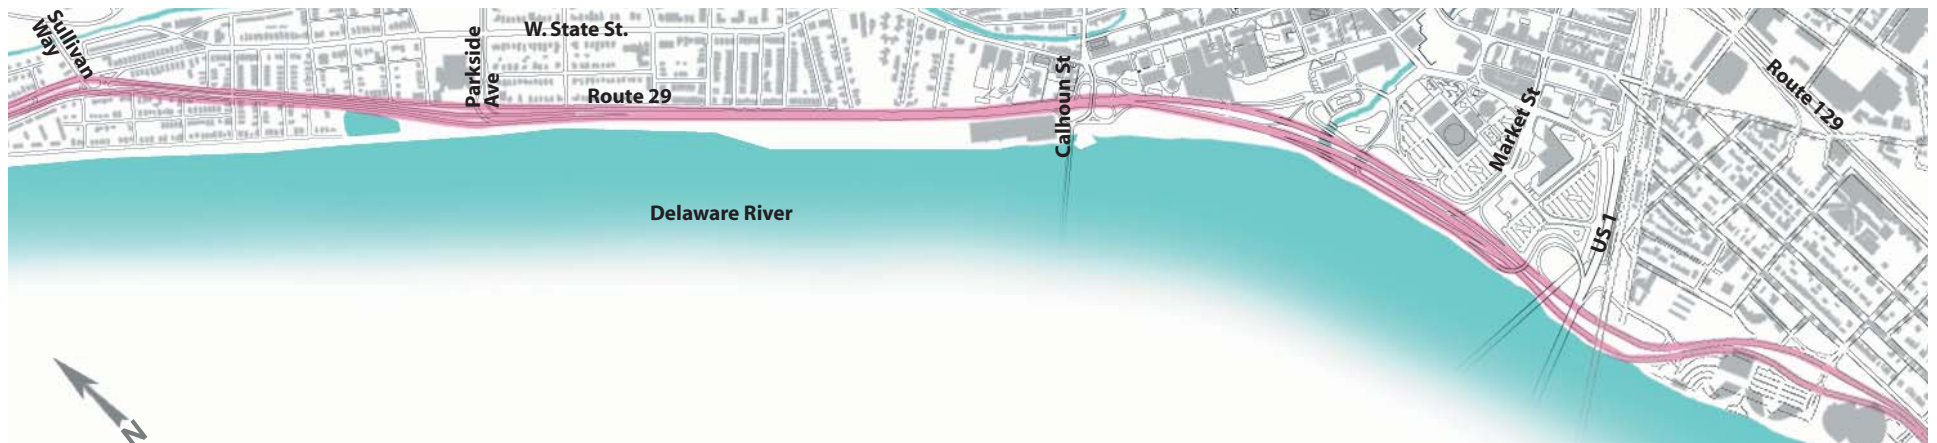 Sullivan
Way
Parkside
Ave
W. State St.
Route 29
Calhoun St
Market St
Route 129
US 1
Delaware River
N